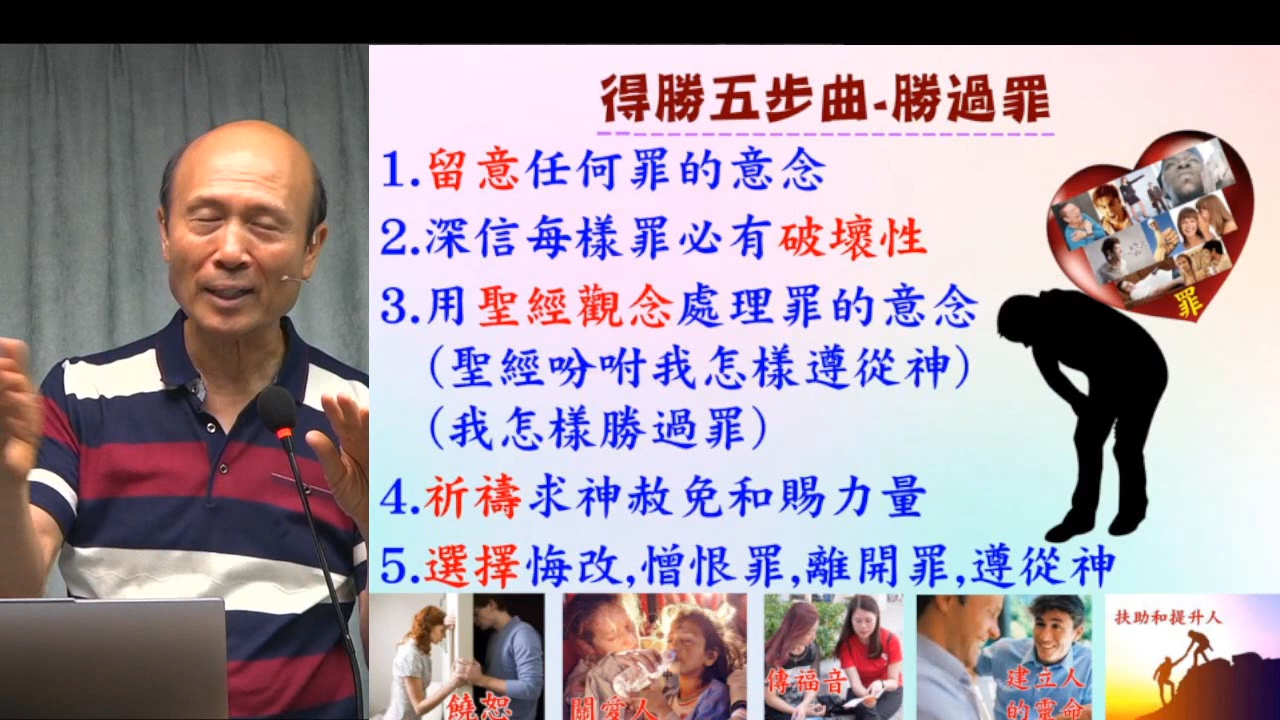 得勝五步曲-勝過罪
1.留意任何罪的意念
2.深信每樣罪必有破壞性
3.用聖經觀念處理罪的意念
(聖經吩咐我怎樣遵從神)
(我怎樣勝過罪)
4.祈禱求神赦免和賜力量
5.選擇悔改,憎恨罪,離開罪,遵從神
罪
饒恕
關愛人
傳福音
建立人
的靈命
扶助和提升人